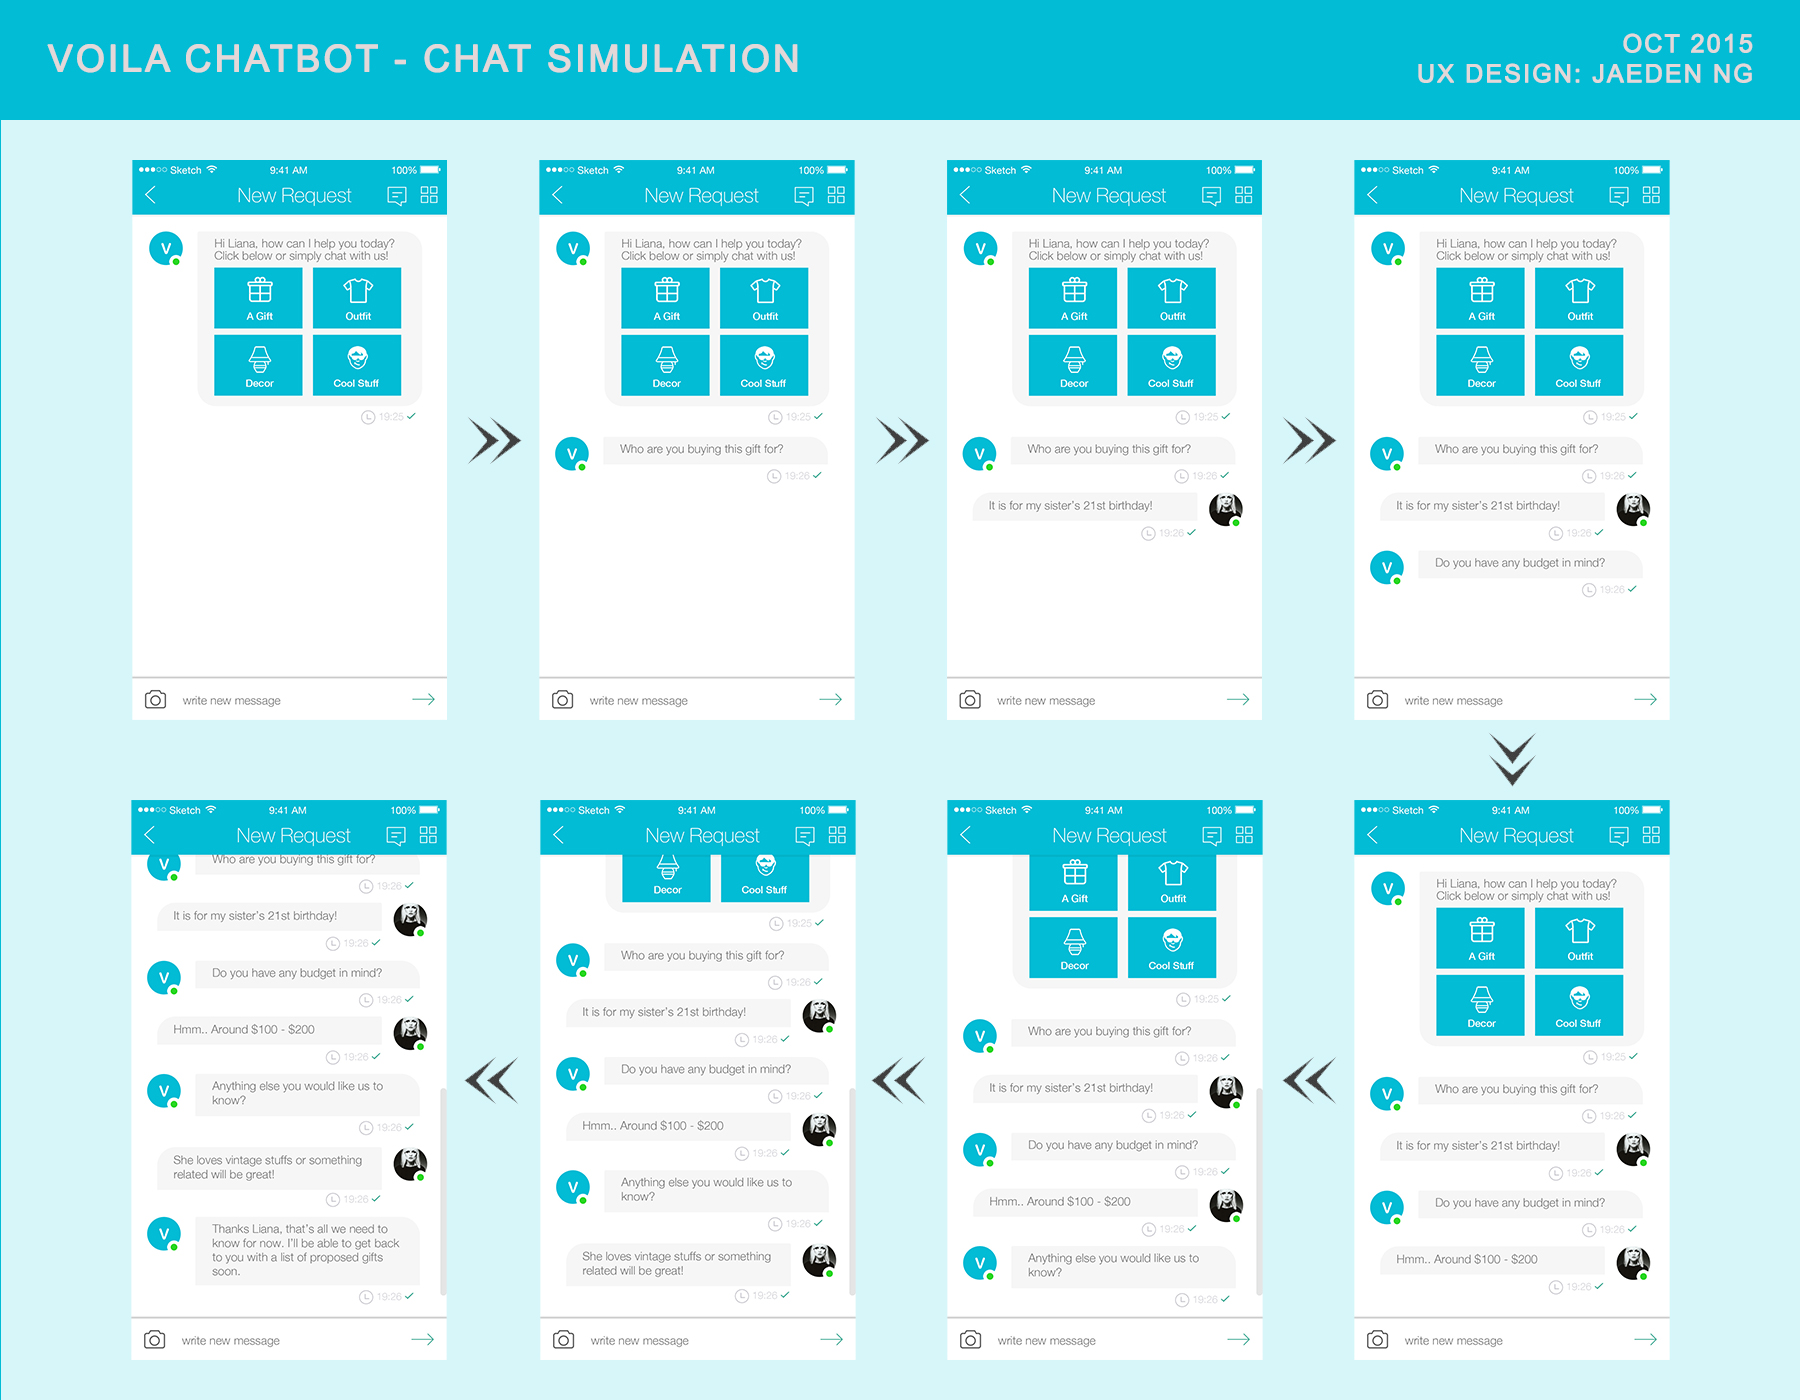 VOILA CHATBOT - CHAT SIMULATION
OCT 2015
UX DESIGN: JAEDEN NG
Sketch 9:41 AM 100%
New Request
V
Hi Liana, how can I help you today?
Click below or simply chat with us!
A Gift Outfit
Decor Cool Stuff
19:25
write new message
Sketch 9:41 AM 100%
New Request
V
Hi Liana, how can I help you today?
Click below or simply chat with us!
A Gift Outfit
Decor Cool Stuff
19:25
V
Who are you buying this gift for?
19:26
write new message
Sketch 9:41 AM 100%
New Request
V
Hi Liana, how can I help you today?
Click below or simply chat with us!
A Gift Outfit
Decor Cool Stuff
19:25
V
Who are you buying this gift for?
19:26
It is for my sister's 21st birthday!
19:26
write new message
Sketch 9:41 AM 100%
New Request
V
Hi Liana, how can I help you today?
Click below or simply chat with us!
A Gift Outfit
Decor Cool Stuff
19:25
V
Who are you buying this gift for?
19:26
It is for my sister's 21st birthday!
19:26
V
Do you have any budget in mind?
19:26
write new message
Sketch 9:41 AM 100%
New Request
V
Hi Liana, how can I help you today?
Click below or simply chat with us!
A Gift Outfit
Decor Cool Stuff
19:25
V
Who are you buying this gift for?
19:26
It is for my sister's 21st birthday!
19:26
V
Do you have any budget in mind?
19:26
Hmm.. Around $100 - $200
19:26
write new message
Sketch 9:41 AM 100%
New Request
A Gift Outfit
Decor Cool Stuff
19:25
V
Who are you buying this gift for?
19:26
It is for my sister's 21st birthday!
19:26
V
Do you have any budget in mind?
19:26
Hmm.. Around $100 - $200
19:26
V
Anything else you would like us to
know?
19:26
write new message
Sketch 9:41 AM 100%
New Request
Decor Cool Stuff
19:25
V
Who are you buying this gift for?
19:26
It is for my sister's 21st birthday!
19:26
V
Do you have any budget in mind?
19:26
Hmm.. Around $100 - $200
19:26
V
Anything else you would like us to
know?
19:26
She loves vintage stuffs or something
related will be great!
19:26
write new message
Sketch 9:41 AM 100%
New Request
V
Who are you buying this gift for?
19:26
It is for my sister's 21st birthday!
19:26
V
Do you have any budget in mind?
19:26
Hmm.. Around $100 - $200
19:26
V
Anything else you would like us to
know?
19:26
She loves vintage stuffs or something
related will be great!
19:26
V
Thanks Liana, that's all we need to
know for now. I'll be able to get back
to you with a list of proposed gifts
soon.
19:26
write new message